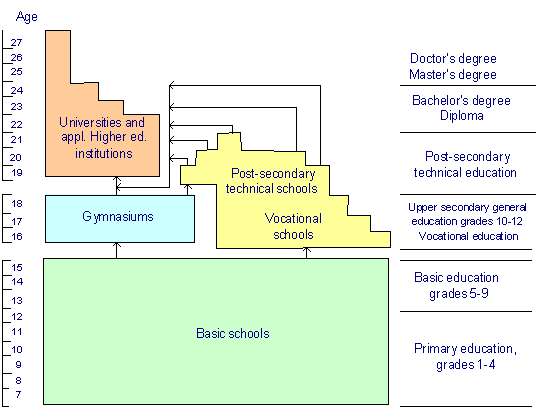 Age
27
26
25
24
23
22
21
20
19
18
17
16
15
14
13
12
11
10
9
8
7
Universities and
appl. Higher ed.
institutions
Gymnasiums
Post-secondary
technical schools
Vocational
schools
Basic schools
Doctor's degree
Master's degree
Bachelor's degree
Diploma
Post-secondary
technical education
Upper secondary general
education grades 10-12
Vocational education
Basic education
grades 5-9
Primary education,
grades 1-4